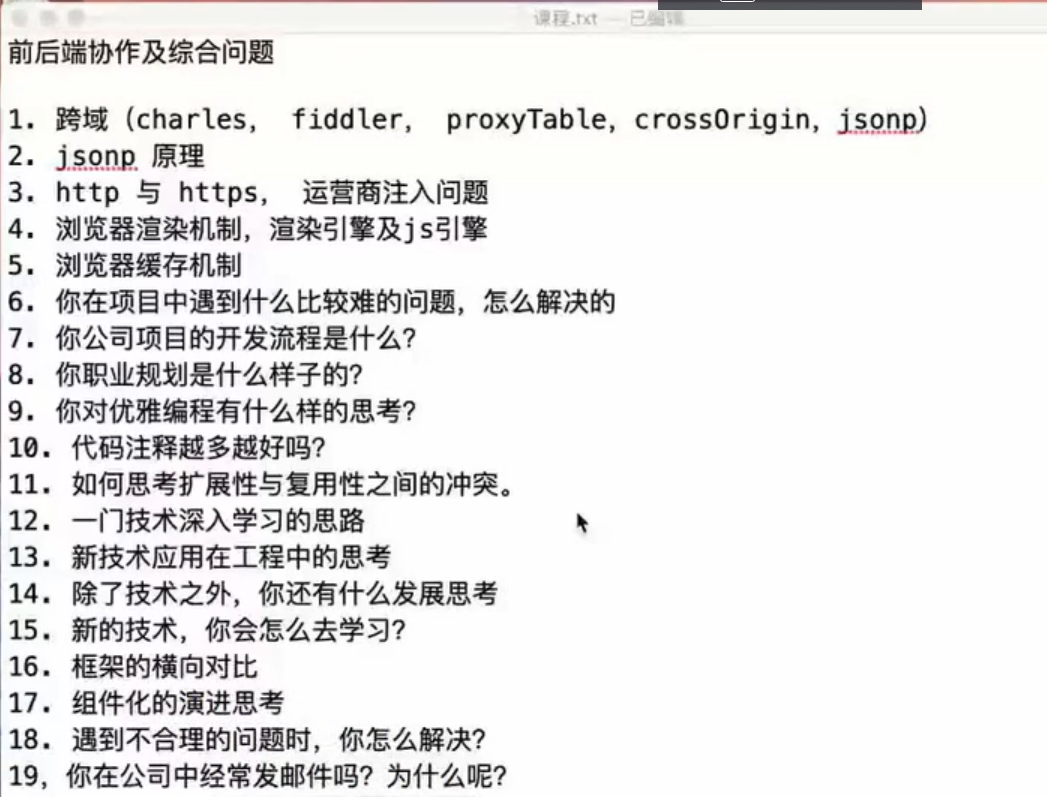 课程.txt — 已编辑
前后端协作及综合问题
1. 跨域（charles， fiddler， proxyTable，crossOrigin，jsonp）
2. jsonp 原理
3. http 与 https， 运营商注入问题
4. 浏览器渲染机制，渲染引擎及js引擎
5. 浏览器缓存机制
6. 你在项目中遇到什么比较难的问题，怎么解决的
7. 你公司项目的开发流程是什么？
8. 你职业规划是什么样子的？
9. 你对优雅编程有什么样的思考？
10. 代码注释越多越好吗？
11. 如何思考扩展性与复用性之间的冲突。
12. 一门技术深入学习的思路
13. 新技术应用在工程中的思考
14. 除了技术之外，你还有什么发展思考
15. 新的技术，你会怎么去学习？
16. 框架的横向对比
17. 组件化的演进思考
18. 遇到不合理的问题时，你怎么解决？
19，你在公司中经常发邮件吗？为什么呢？